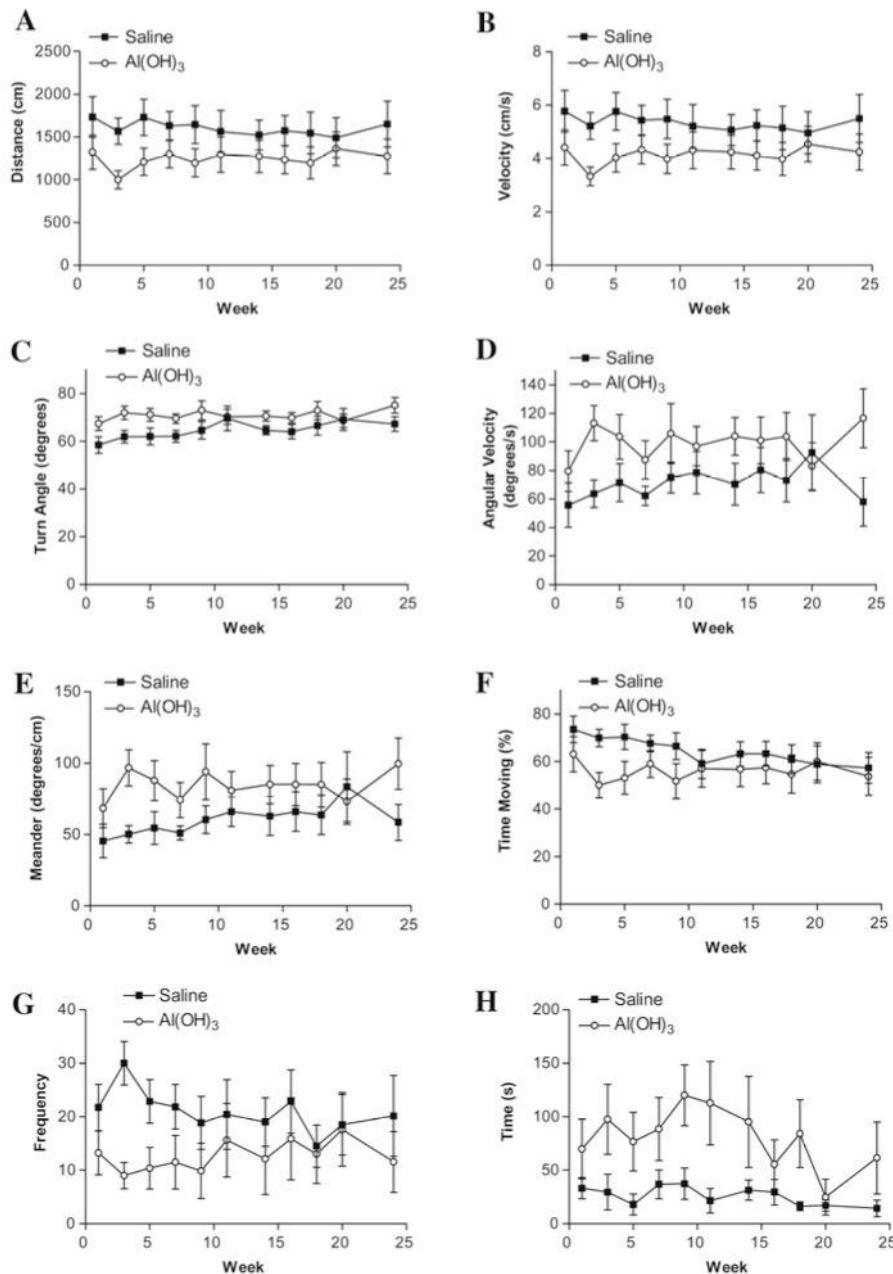 A
Saline
Al(OH)3
Distance (cm)
2500
2000
1500
1000
500
0
0 5 10 15 20 25
Week
B
Saline
Al(OH)3
Velocity (cm/s)
8
6
4
2
0
0 5 10 15 20 25
Week
C
Saline
Al(OH)3
Turn Angle (degrees)
80
60
40
20
0
0 5 10 15 20 25
Week
D
Saline
Al(OH)3
Angular Velocity
(degrees/s)
140
120
100
80
60
40
20
0
0 5 10 15 20 25
Week
E
Saline
Al(OH)3
Meander (degrees/cm)
150
100
50
0
0 5 10 15 20 25
Week
F
Saline
Al(OH)3
Time Moving (%)
80
60
40
20
0
0 5 10 15 20 25
Week
G
Saline
Al(OH)3
Frequency
40
30
20
10
0
0 5 10 15 20 25
Week
H
Saline
Al(OH)3
Time (s)
200
150
100
50
0
0 5 10 15 20 25
Week